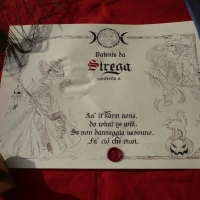 Patente da
Strega
conferita a
An' it harm none,
do what ye will.
Se non danneggia nessuno,
Fa' ciò che vuoi.